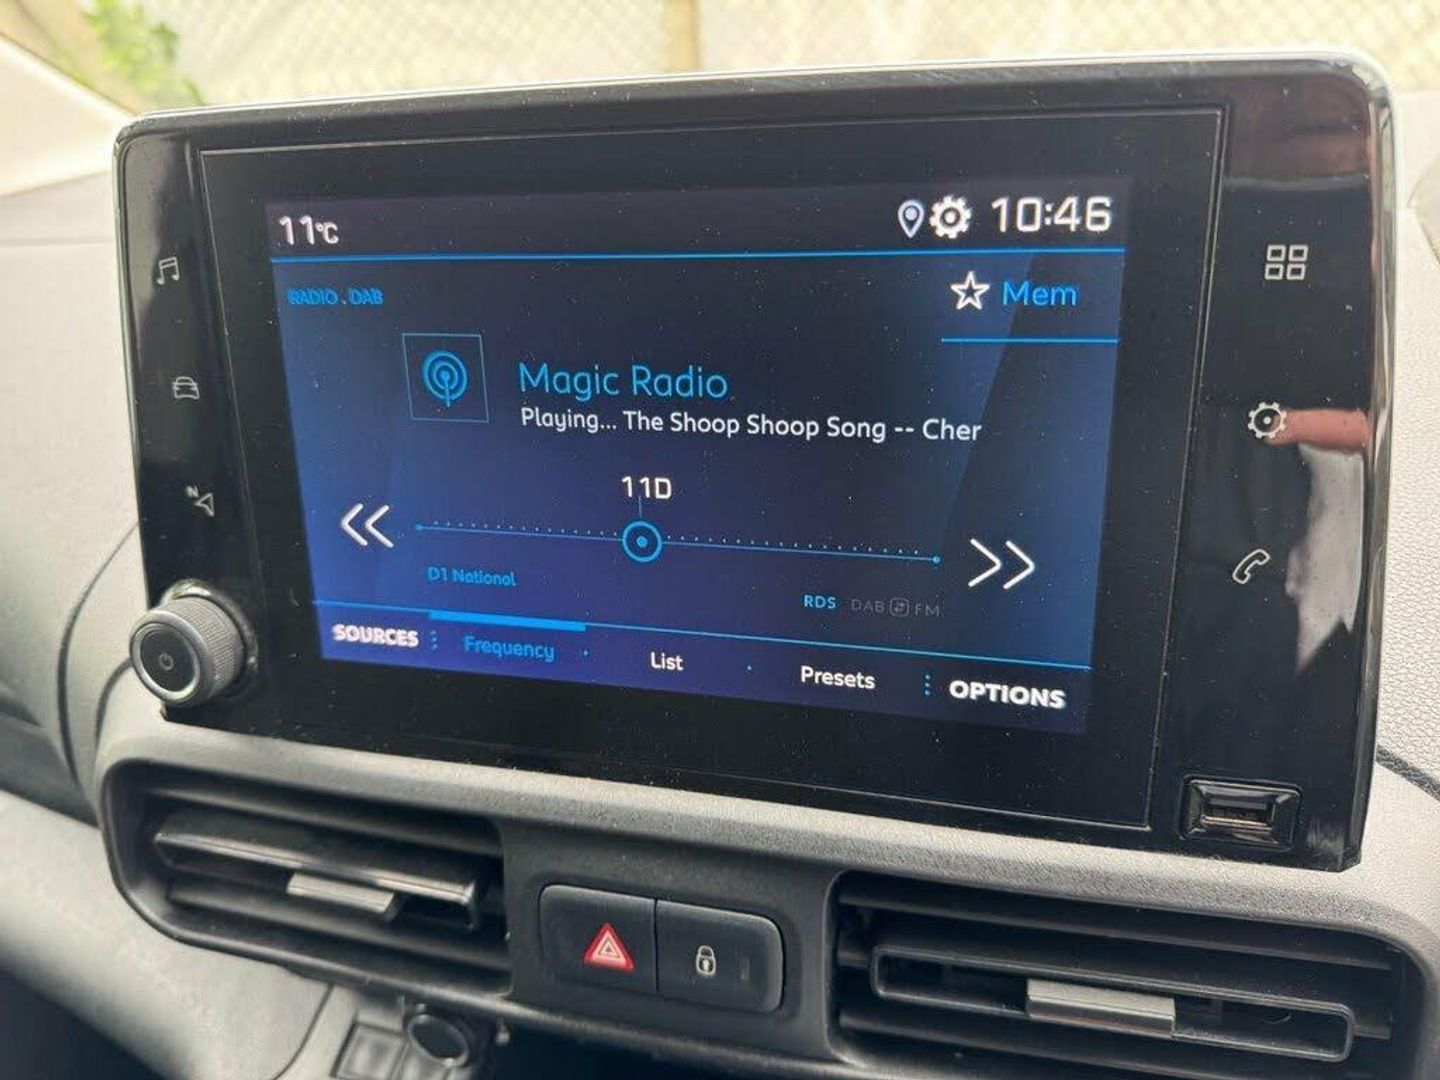 11°C 10:46
RADIO . DAB
Mem
Magic Radio
Playing... The Shoop Shoop Song -- Cher
11D
D1 National
RDS DAB FM
SOURCES Frequency List Presets OPTIONS
N